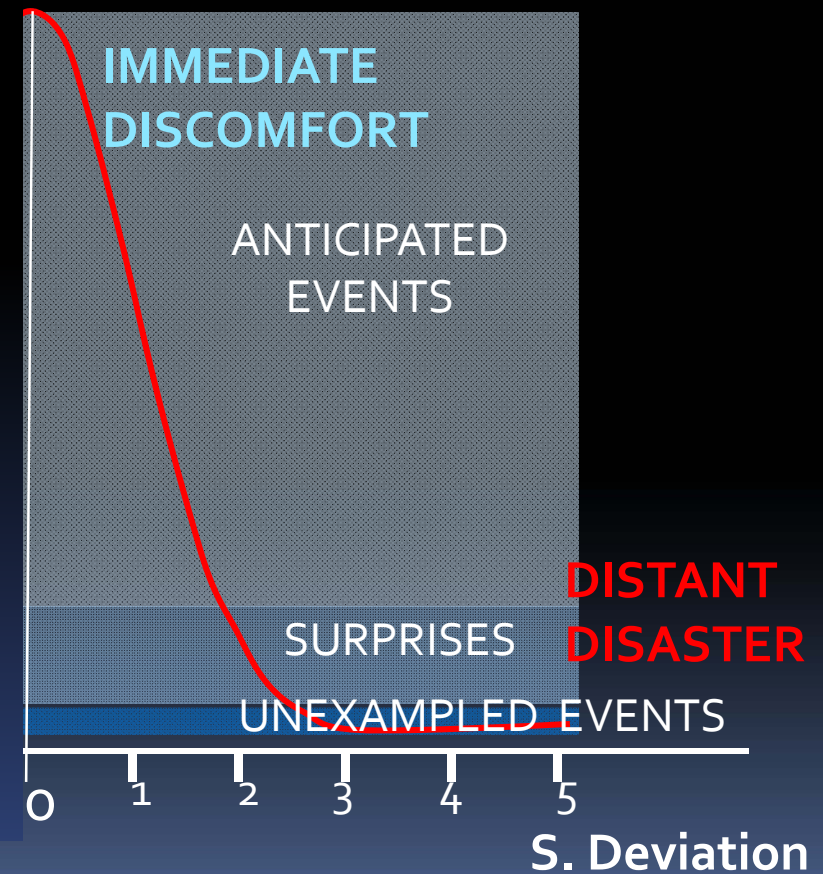 IMMEDIATE
DISCOMFORT
ANTICIPATED
EVENTS
DISTANT
SURPRISES
DISASTER
UNEXAMPLED EVENTS
0 1 2 3 4 5
S. Deviation